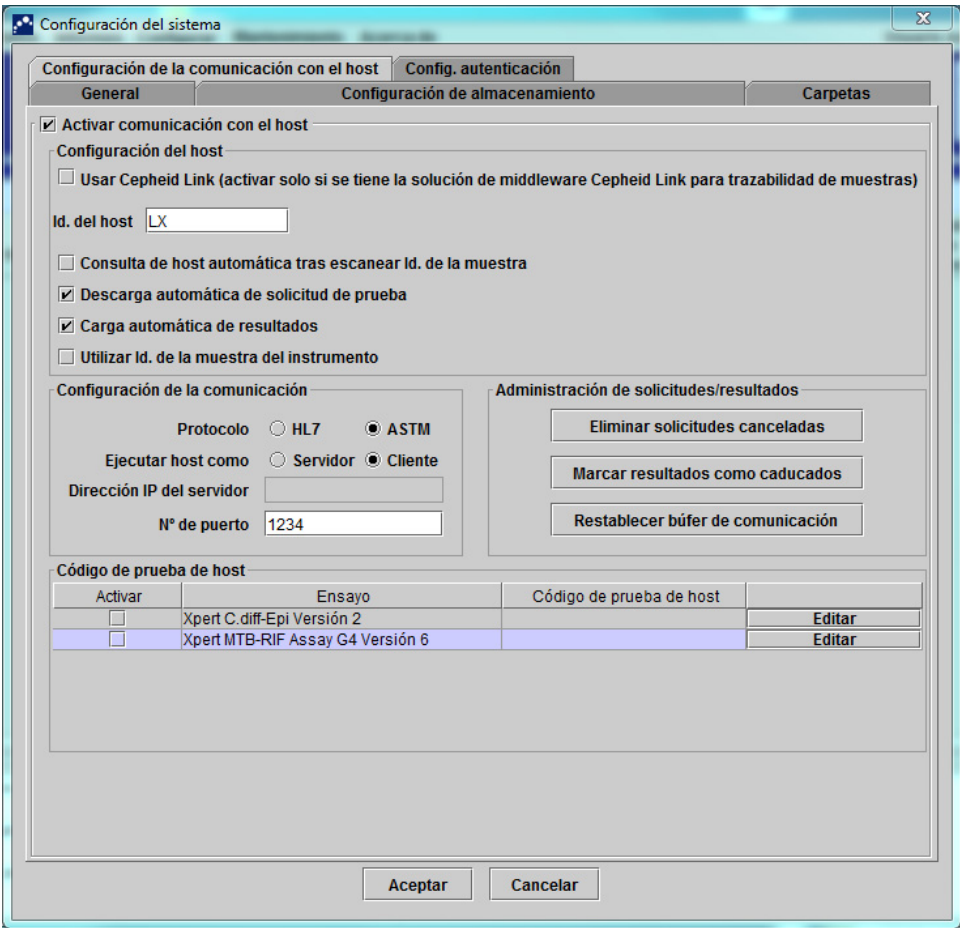 Configuración del sistema
Configuración de la comunicación con el host Config. autenticación
General Configuración de almacenamiento Carpetas
Activar comunicación con el host
Configuración del host
Usar Cepheid Link (activar solo si se tiene la solución de middleware Cepheid Link para trazabilidad de muestras)
Id. del host LX
Consulta de host automática tras escanear Id. de la muestra
Descarga automática de solicitud de prueba
Carga automática de resultados
Utilizar Id. de la muestra del instrumento
Configuración de la comunicación
Protocolo HL7 ASTM
Ejecutar host como Servidor Cliente
Dirección IP del servidor
Nº de puerto 1234
Administración de solicitudes/resultados
Eliminar solicitudes canceladas
Marcar resultados como caducados
Restablecer búfer de comunicación
Código de prueba de host
Activar Ensayo Código de prueba de host
Xpert C.diff-Epi Versión 2 Editar
Xpert MTB-RIF Assay G4 Versión 6 Editar
Aceptar Cancelar